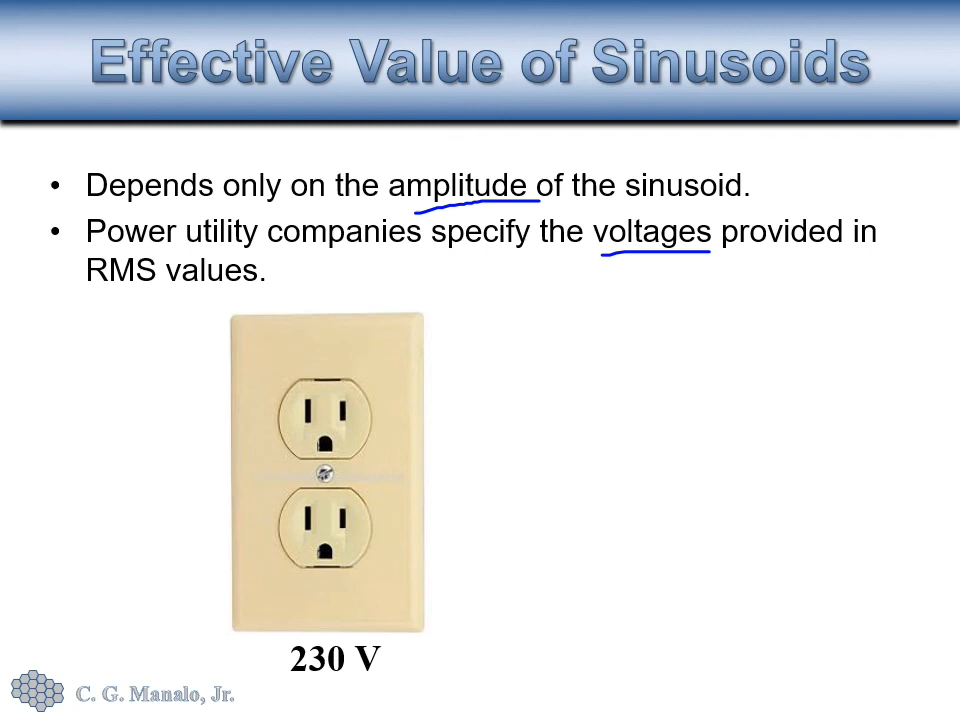 Effective Value of Sinusoids
• Depends only on the amplitude of the sinusoid.
• Power utility companies specify the voltages provided in
RMS values.
230 V
C. G. Manalo, Jr.